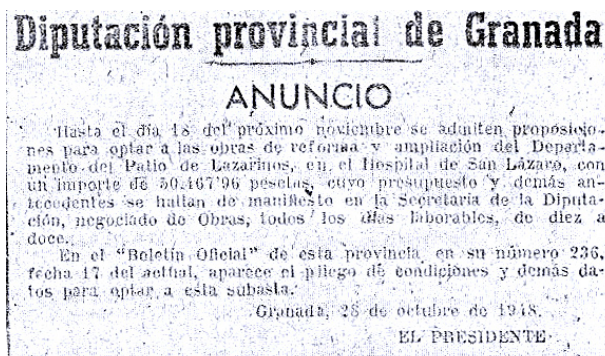 Diputación provincial de Granada
ANUNCIO
Hasta el día 18 del próximo noviembre se admiten proposicio-
nes para optar a las obras de reforma y ampliación del Departa-
mento del Patio de Lazarinos, en el Hospital de San Lázaro, con
un importe de 50.467'96 pesetas, cuyo presupuesto y demás an-
tecedentes se hallan de manifiesto en la Secretaría de la Diputa-
ción, negociado de Obras, todos los días laborables, de diez a
doce.
En el "Boletín Oficial" de esta provincia en su número 236,
fecha 17 del actual, aparece el pliego de condiciones y demás da-
tos para optar a esta subasta.
Granada, 28 de octubre de 1948.
EL PRESIDENTE